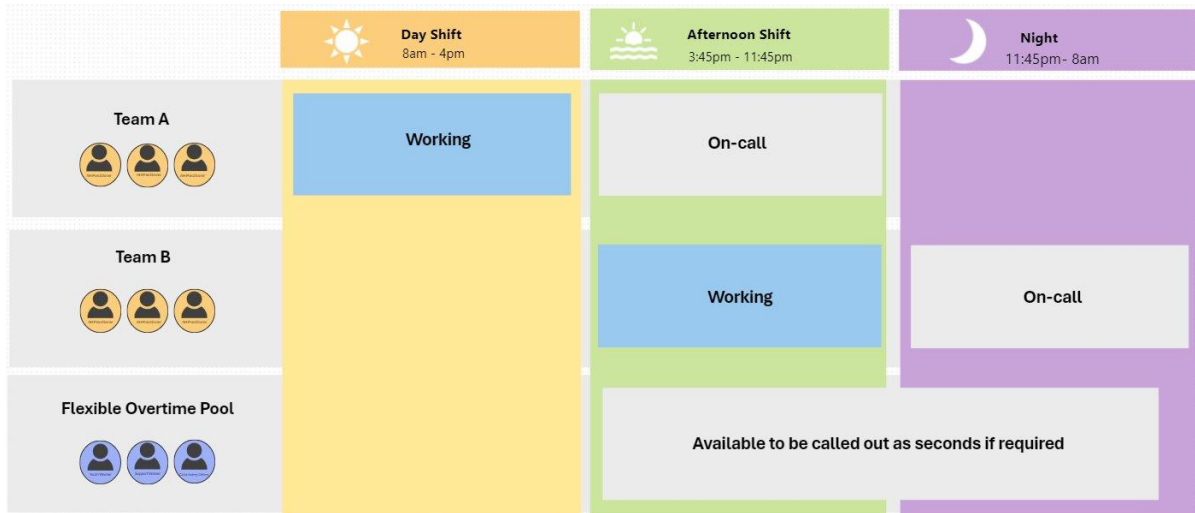 Day Shift
8am - 4pm
Afternoon Shift
3:45pm - 11:45pm
Night
11:45pm- 8am
Team A
Working
On-call
Team B
Working
On-call
Flexible Overtime Pool
Available to be called out as seconds if required